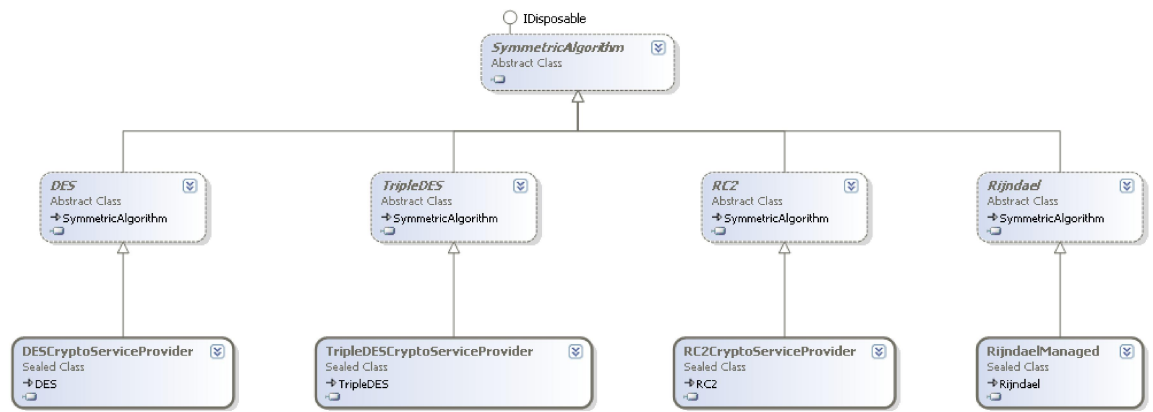 IDisposable
SymmetricAlgorithm
Abstract Class
DES
Abstract Class
SymmetricAlgorithm
TripleDES
Abstract Class
SymmetricAlgorithm
RC2
Abstract Class
SymmetricAlgorithm
Rijndael
Abstract Class
SymmetricAlgorithm
DESCryptoServiceProvider
Sealed Class
DES
TripleDESCryptoServiceProvider
Sealed Class
TripleDES
RC2CryptoServiceProvider
Sealed Class
RC2
RijndaelManaged
Sealed Class
Rijndael